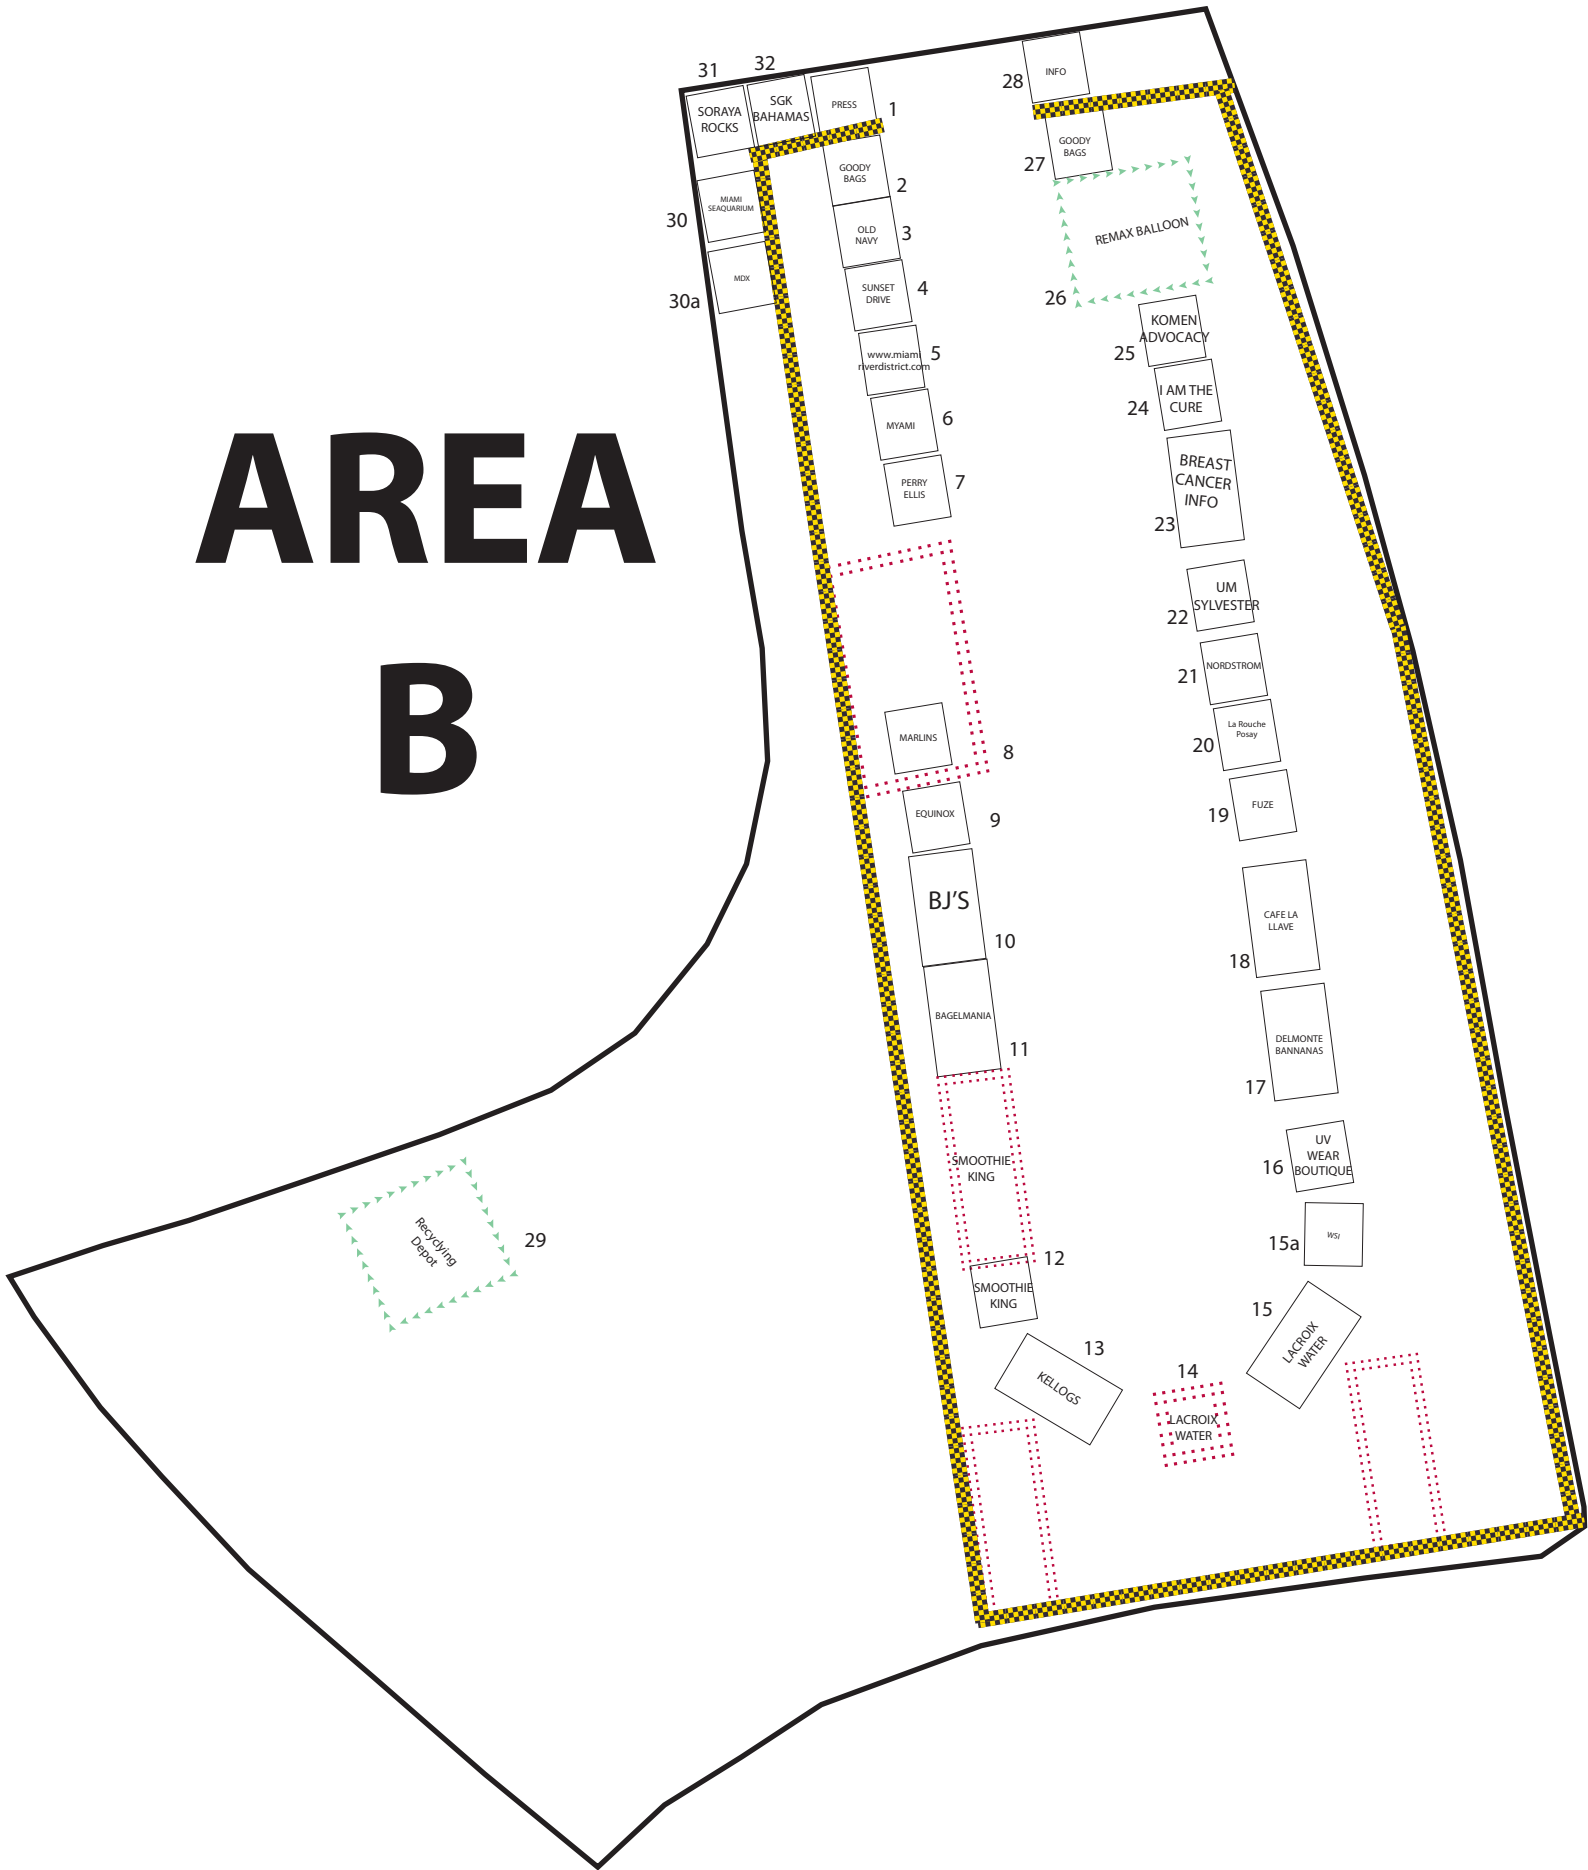 31
32
SORAYA
ROCKS
SGK
BAHAMAS
PRESS
1
28
INFO
27
GOODY
BAGS
GOODY
BAGS
2
30
MIAMI
SEAQUARIUM
OLD
NAVY
3
REMAX BALLOON
26
30a
MDX
SUNSET
DRIVE
4
KOMEN
ADVOCACY
25
www.miami
riverdistrict.com
5
I AM THE
CURE
24
MYAMI
6
PERRY
ELLIS
7
BREAST
CANCER
INFO
23
AREA
B
UM
SYLVESTER
22
NORDSTROM
21
La Rouche
Posay
20
MARLINS
8
FUZE
19
EQUINOX
9
BJ'S
10
CAFE LA
LLAVE
18
BAGELMANIA
11
DELMONTE
BANNANAS
17
SMOOTHIE
KING
UV
WEAR
BOUTIQUE
16
Recyclying
Depot
29
WSI
15a
12
SMOOTHIE
KING
15
LACROIX
WATER
13
KELLOGS
14
LACROIX
WATER